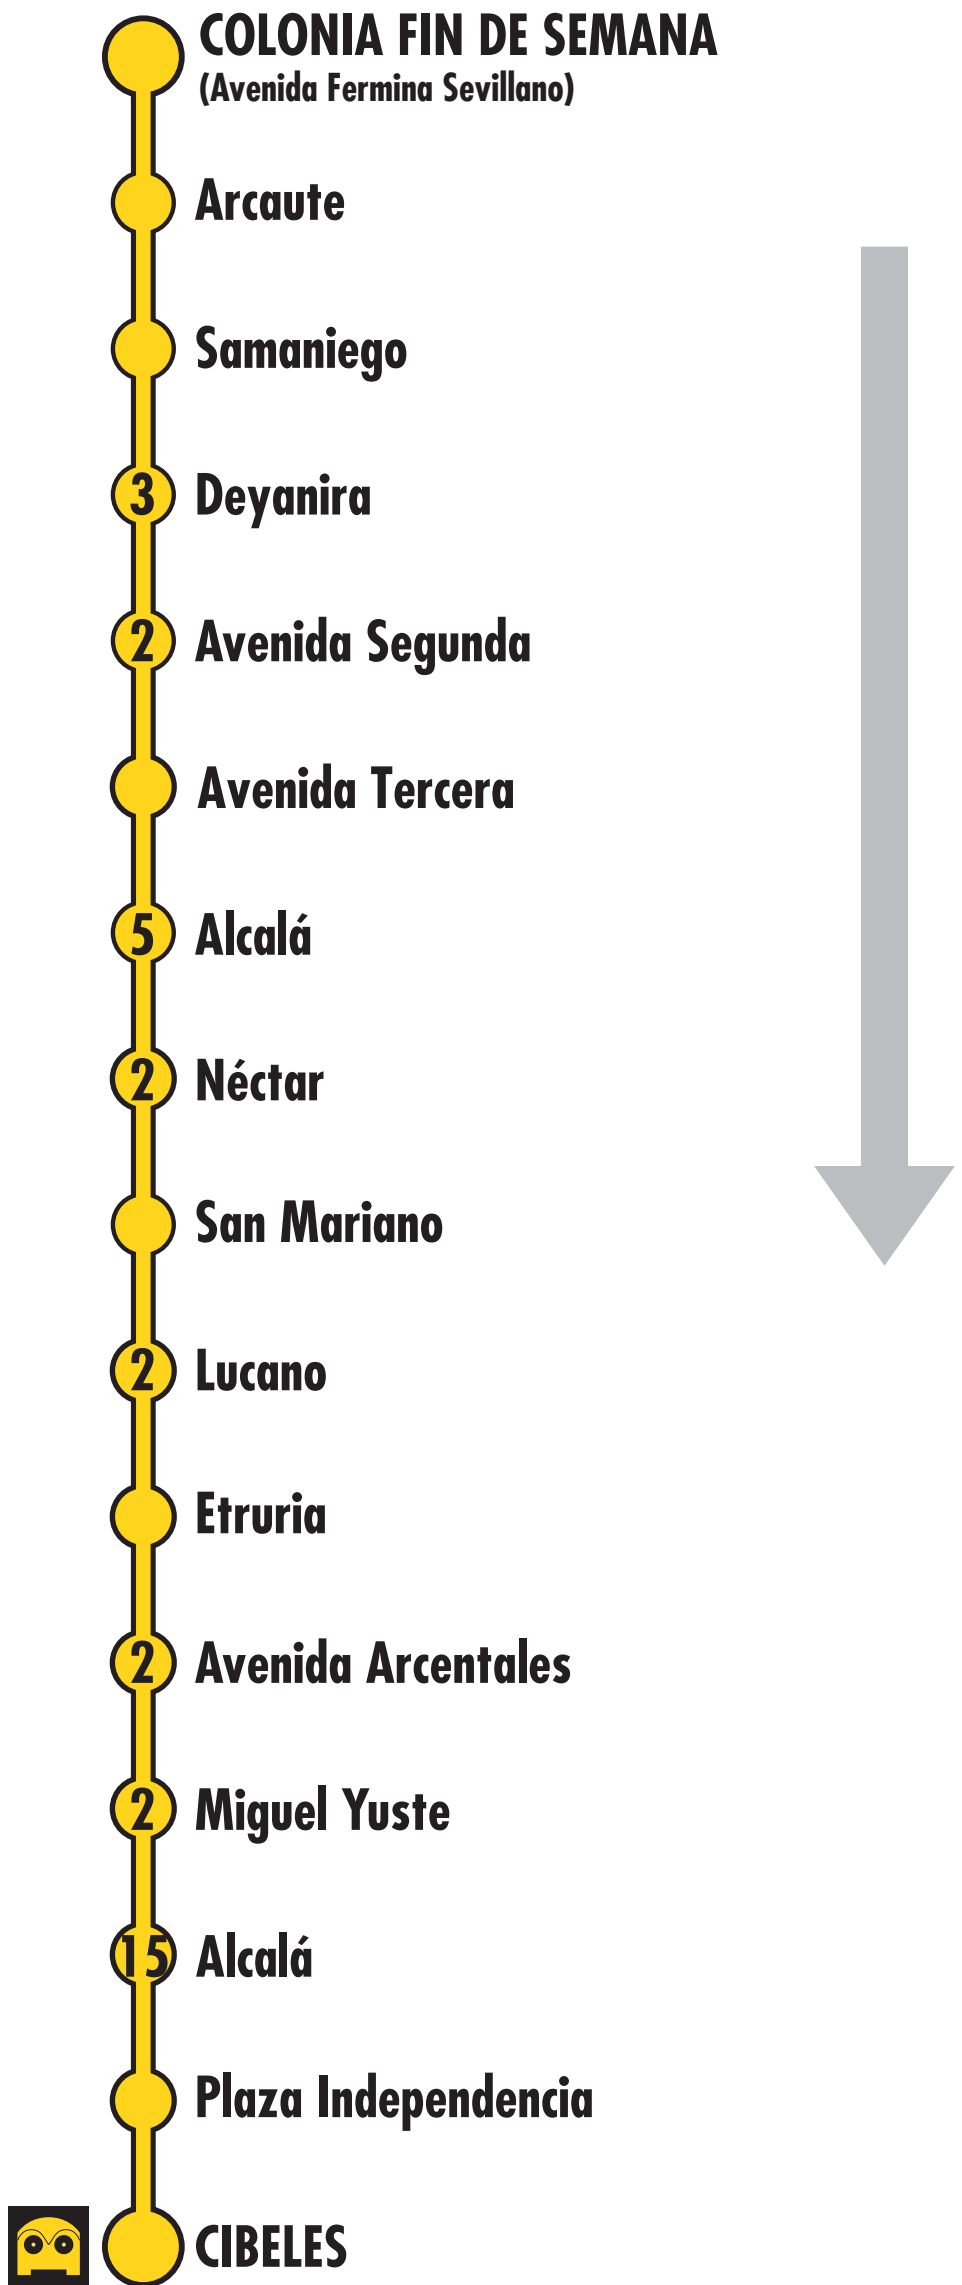 COLONIA FIN DE SEMANA
(Avenida Fermina Sevillano)
Arcaute
Samaniego
3 Deyanira
2 Avenida Segunda
Avenida Tercera
5 Alcalá
2 Néctar
San Mariano
2 Lucano
Etruria
2 Avenida Arcentales
2 Miguel Yuste
15 Alcalá
Plaza Independencia
CIBELES